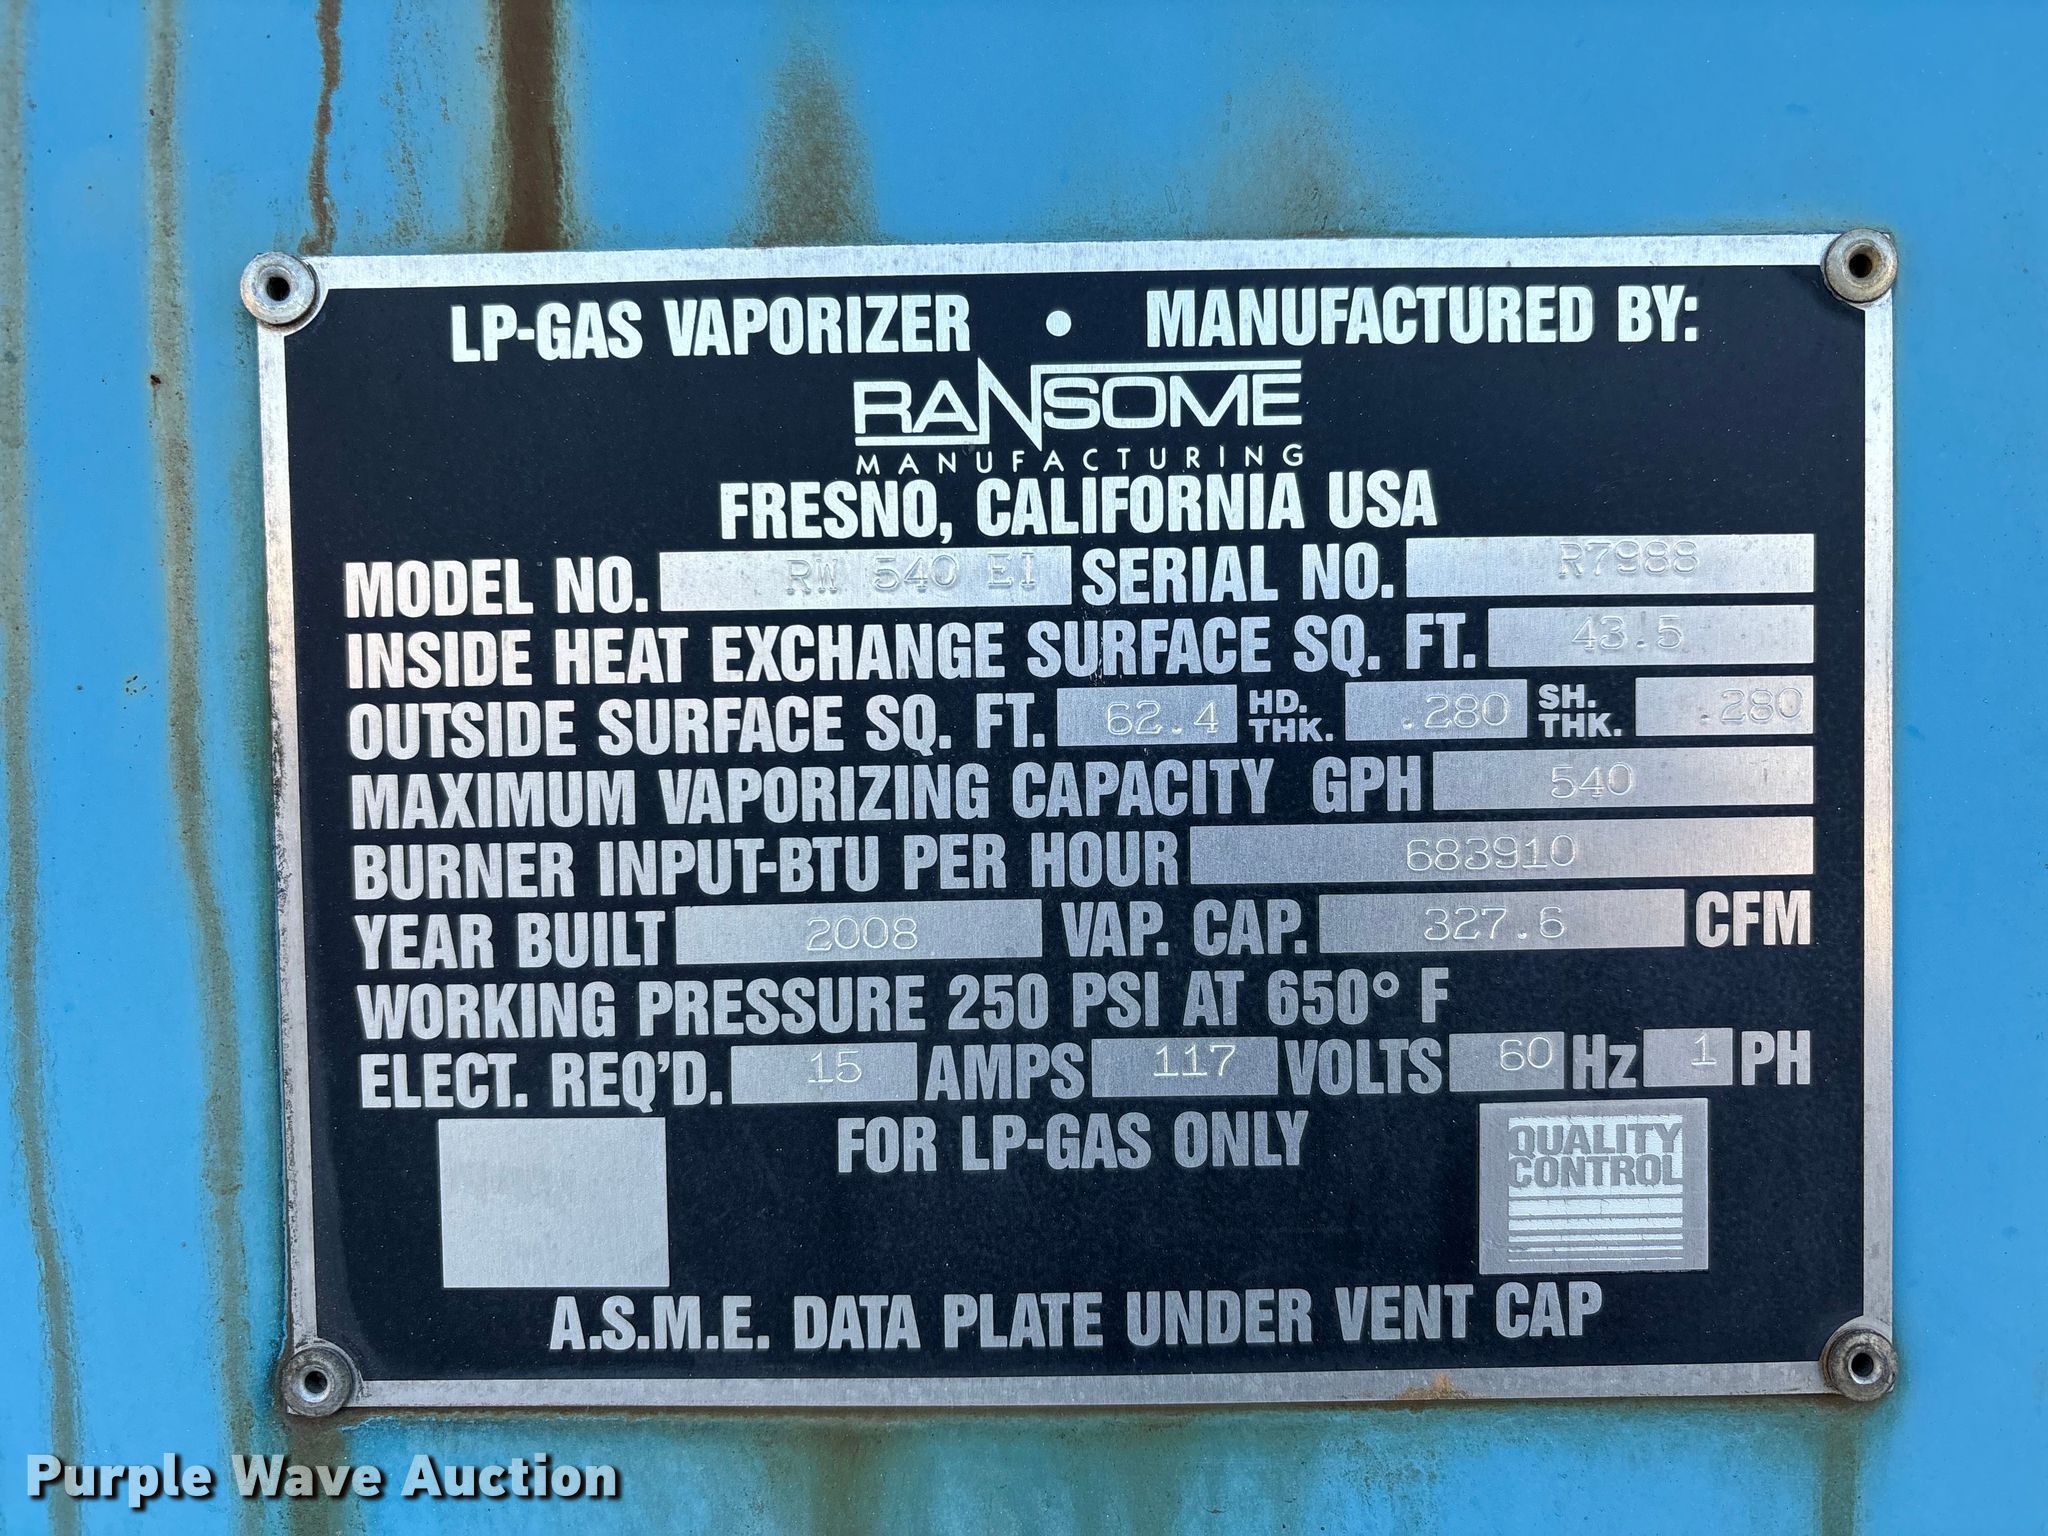 LP-GAS VAPORIZER • MANUFACTURED BY:
RANSOME
MANUFACTURING
FRESNO, CALIFORNIA USA
MODEL NO. RW 540 EI SERIAL NO. R7988
INSIDE HEAT EXCHANGE SURFACE SQ. FT. 43.5
OUTSIDE SURFACE SQ. FT. 62.4 HD. THK. .280 SH. THK. .280
MAXIMUM VAPORIZING CAPACITY GPH 540
BURNER INPUT-BTU PER HOUR 683910
YEAR BUILT 2008 VAP. CAP. 327.6 CFM
WORKING PRESSURE 250 PSI AT 650° F
ELECT. REQ'D. 15 AMPS 117 VOLTS 60 Hz 1 PH
FOR LP-GAS ONLY
QUALITY
CONTROL
A.S.M.E. DATA PLATE UNDER VENT CAP
Purple Wave Auction